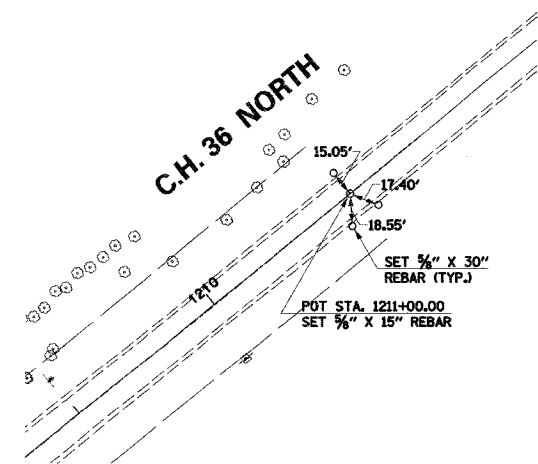 C.H. 36 NORTH
15.05'
17.40'
18.55'
SET 5/8" X 30"
REBAR (TYP.)
1210
POT STA. 1211+00.00
SET 5/8" X 15" REBAR